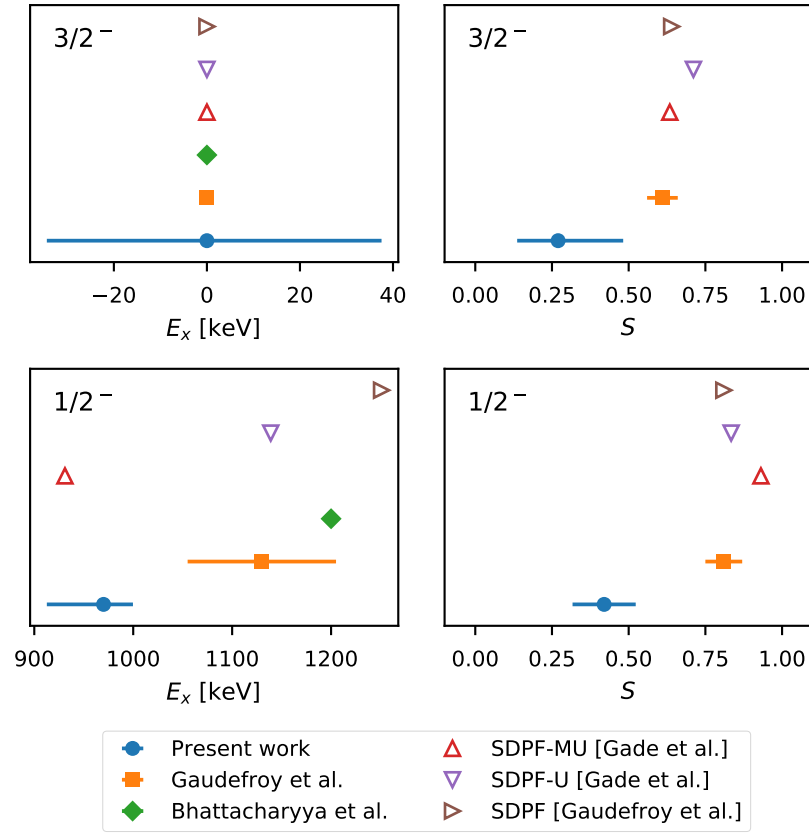 3/2⁻
3/2⁻
−20 0 20 40
0.00 0.25 0.50 0.75 1.00
Eₓ [keV]
S
1/2⁻
1/2⁻
900 1000 1100 1200
0.00 0.25 0.50 0.75 1.00
Eₓ [keV]
S
Present work
Gaudefroy et al.
Bhattacharyya et al.
SDPF-MU [Gade et al.]
SDPF-U [Gade et al.]
SDPF [Gaudefroy et al.]